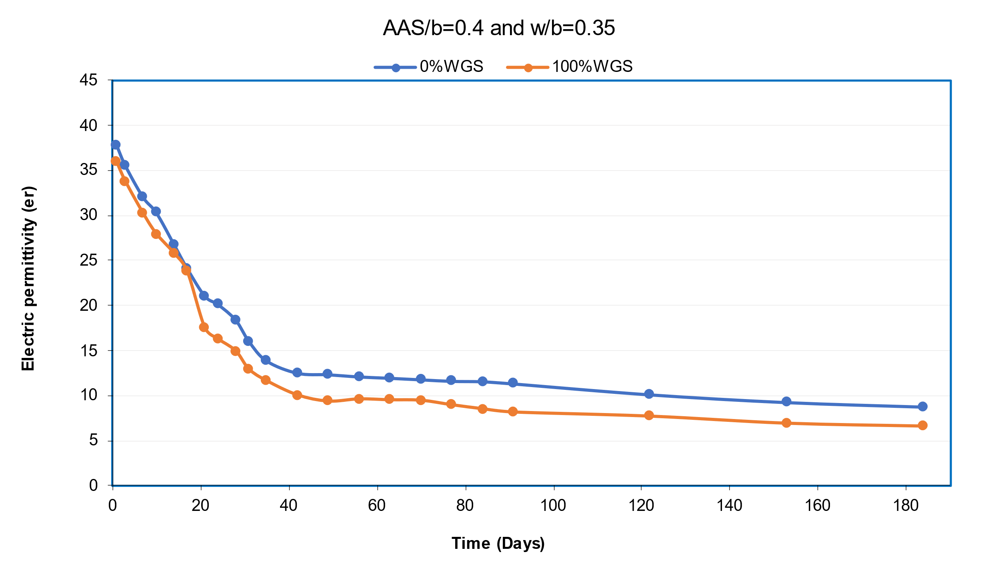 AAS/b=0.4 and w/b=0.35
0%WGS 100%WGS
45
40
35
30
25
20
15
10
5
0
Electric permittivity (er)
0 20 40 60 80 100 120 140 160 180
Time (Days)